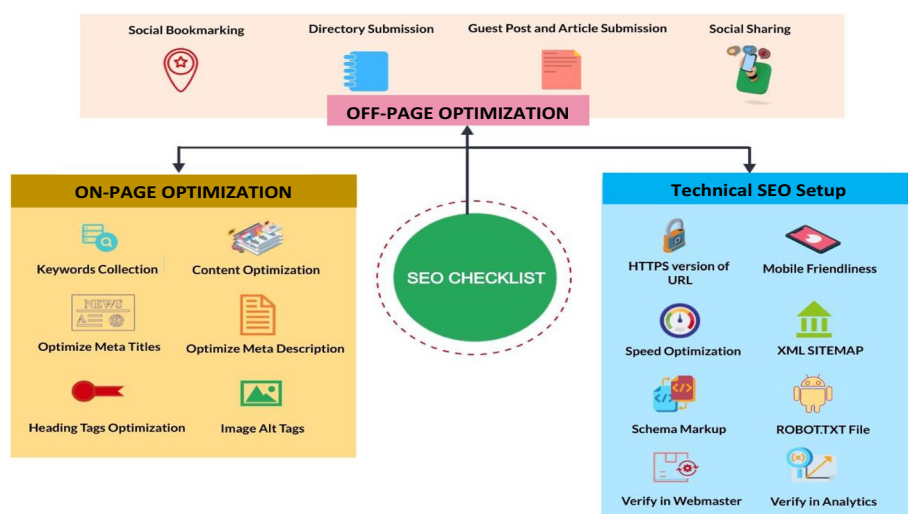 Social Bookmarking
Directory Submission
Guest Post and Article Submission
Social Sharing
OFF-PAGE OPTIMIZATION
ON-PAGE OPTIMIZATION
Keywords Collection
Content Optimization
NEWS
A
Optimize Meta Titles
Optimize Meta Description
Heading Tags Optimization
Image Alt Tags
SEO CHECKLIST
Technical SEO Setup
HTTPS version of
URL
Mobile Friendliness
Speed Optimization
XML SITEMAP
</>
</>
Schema Markup
ROBOT.TXT File
Verify in Webmaster
Verify in Analytics